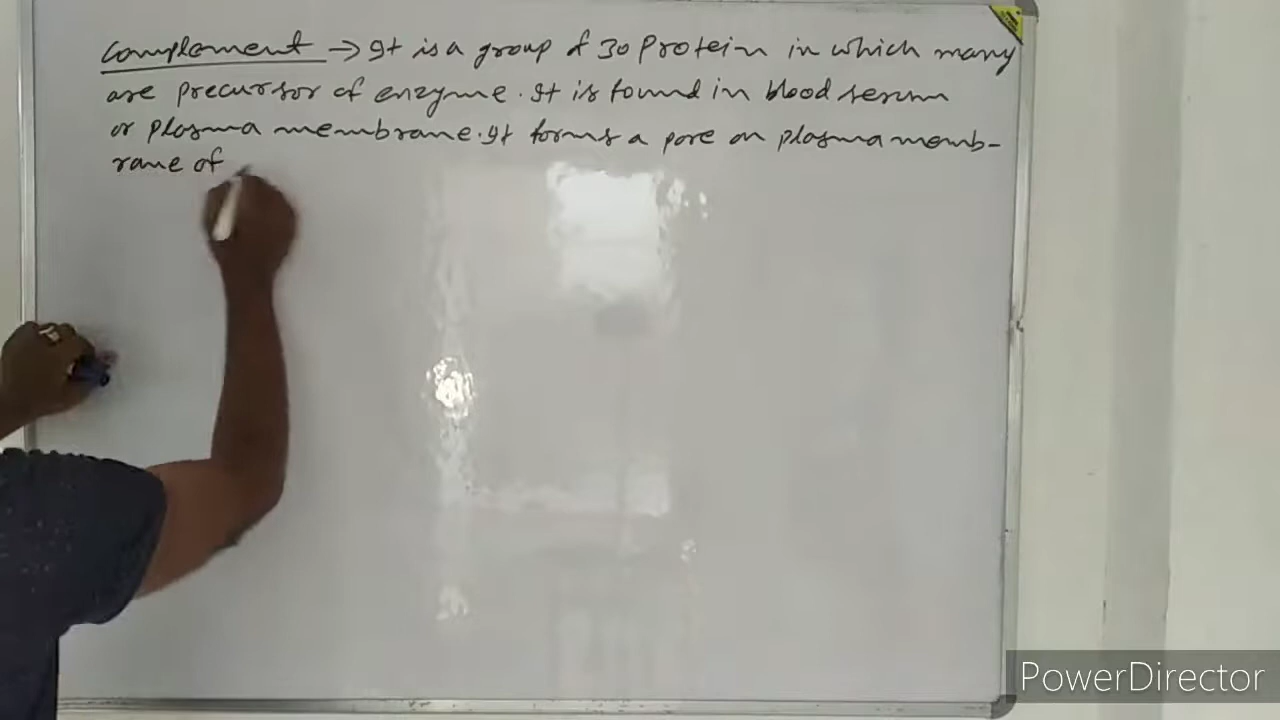 Complement → It is a group of 30 Protein in which many
are precursor of enzyme. It is found in blood serum
or plasma membrane. It forms a pore on plasma memb-
rane of
PowerDirector